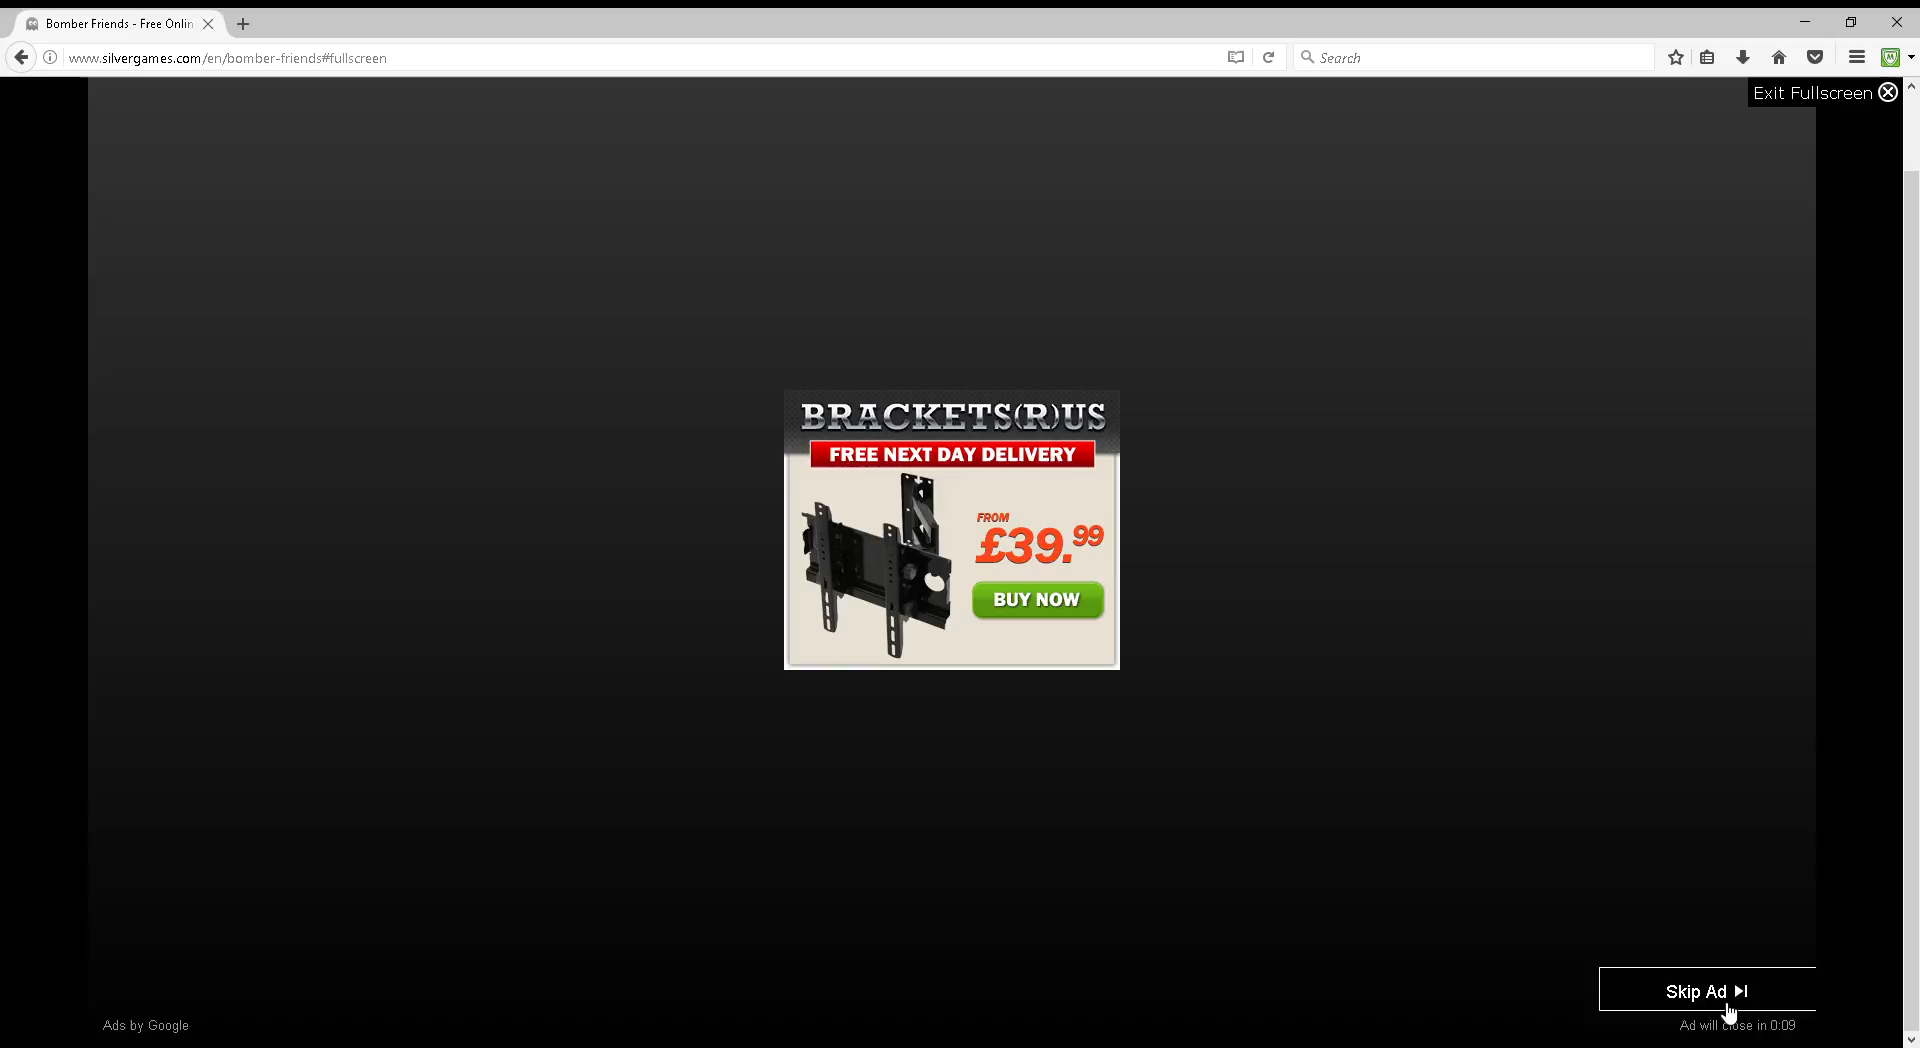 Bomber Friends - Free Onlin
www.silvergames.com/en/bomber-friends#fullscreen
Search
Exit Fullscreen
BRACKETS(R)US
FREE NEXT DAY DELIVERY
FROM
£39.99
BUY NOW
Skip Ad
Ads by Google
Ad will close in 0:09